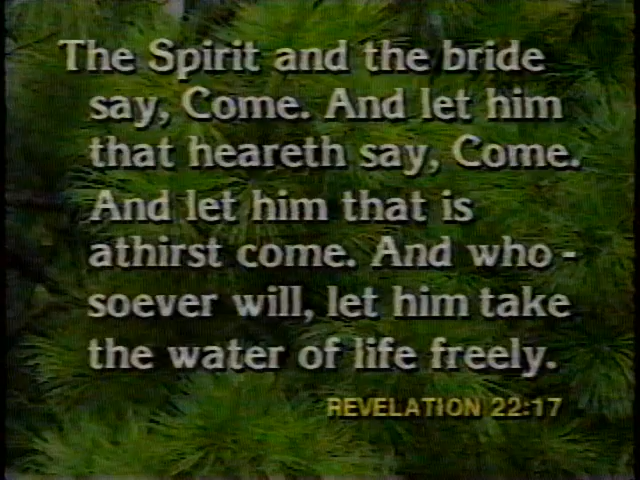 The Spirit and the bride
say, Come. And let him
that heareth say, Come.
And let him that is
athirst come. And who -
soever will, let him take
the water of life freely.
REVELATION 22:17